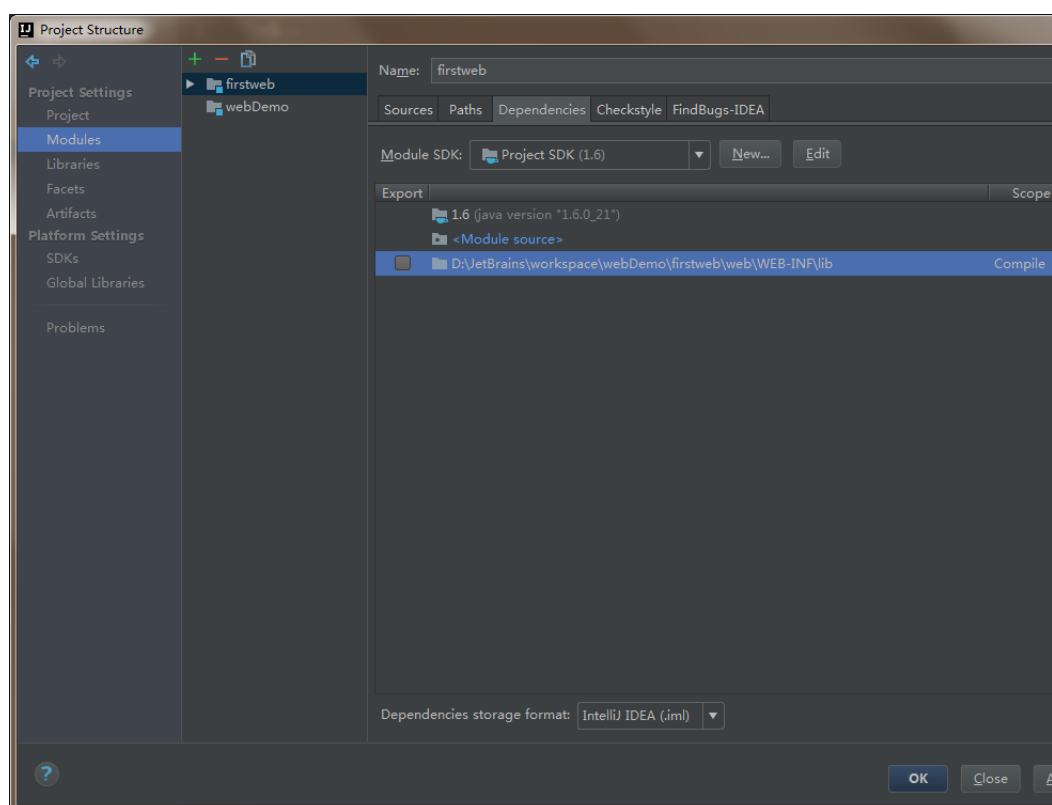 Project Structure
Project Settings
Project
Modules
Libraries
Facets
Artifacts
Platform Settings
SDKs
Global Libraries
Problems
firstweb
webDemo
Name: firstweb
Sources Paths Dependencies Checkstyle FindBugs-IDEA
Module SDK: Project SDK (1.6) New... Edit
Export Scope
1.6 (java version "1.6.0_21")
<Module source>
D:\JetBrains\workspace\webDemo\firstweb\web\WEB-INF\lib Compile
Dependencies storage format: IntelliJ IDEA (.iml)
? OK Close